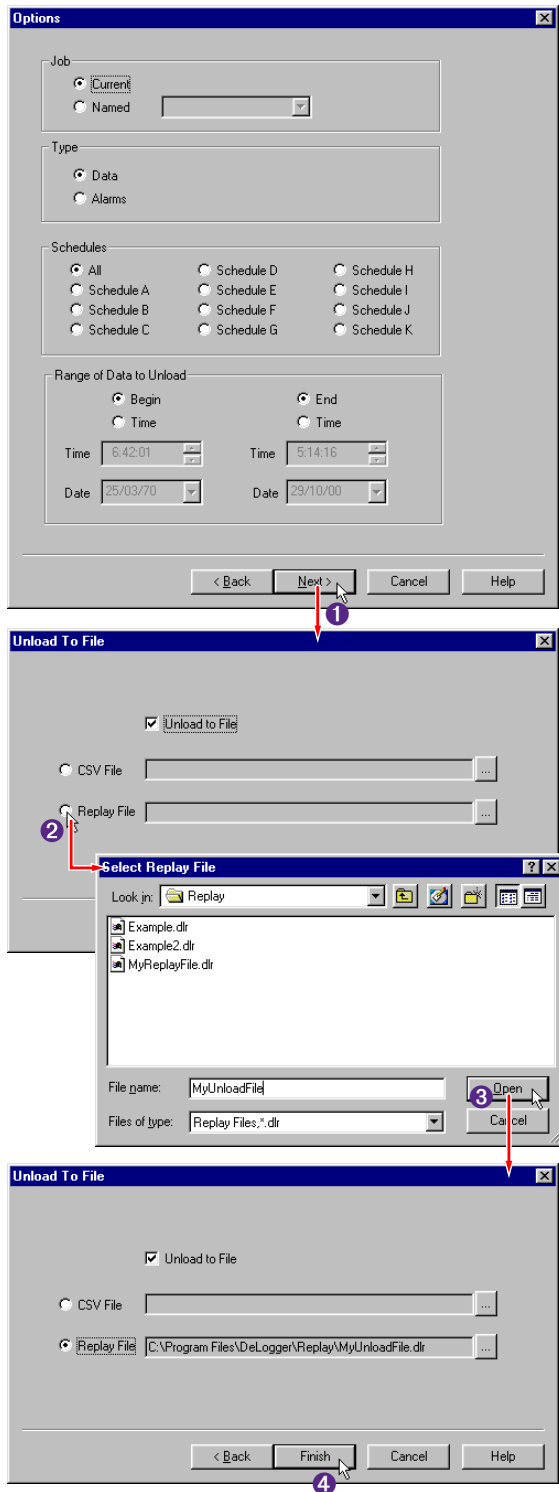 Options
Job
Current
Named
Type
Data
Alarms
Schedules
All Schedule D Schedule H
Schedule A Schedule E Schedule I
Schedule B Schedule F Schedule J
Schedule C Schedule G Schedule K
Range of Data to Unload
Begin End
Time Time
Time 6:42:01 Time 5:14:16
Date 25/03/70 Date 29/10/00
< Back Next > Cancel Help
1
Unload To File
Unload to File
CSV File ...
Replay File ...
2
Select Replay File
Look in: Replay
Example.dlr
Example2.dlr
MyReplayFile.dlr
File name: MyUnloadFile Open
3
Files of type: Replay Files,*.dlr Cancel
Unload To File
Unload to File
CSV File ...
Replay File C:\Program Files\DeLogger\Replay\MyUnloadFile.dlr ...
< Back Finish Cancel Help
4